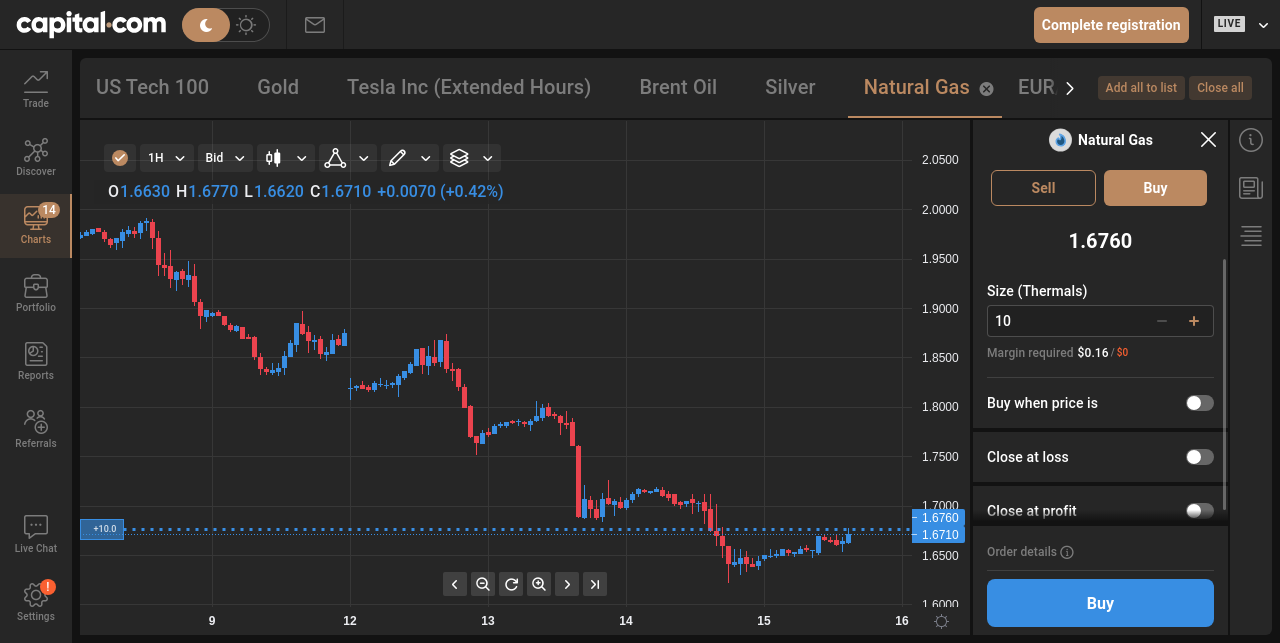 capital.com
Complete registration
LIVE
US Tech 100
Gold
Tesla Inc (Extended Hours)
Brent Oil
Silver
Natural Gas
EUR
Add all to list
Close all
Trade
Discover
14
Charts
Portfolio
Reports
Referrals
Live Chat
!
Settings
1H
Bid
O1.6630 H1.6770 L1.6620 C1.6710 +0.0070 (+0.42%)
2.0500
2.0000
1.9500
1.9000
1.8500
1.8000
1.7500
1.7000
1.6760
1.6710
1.6500
1.6000
+10.0
9
12
13
14
15
16
Natural Gas
Sell
Buy
1.6760
Size (Thermals)
10
Margin required $0.16 / $0
Buy when price is
Close at loss
Close at profit
Order details
Buy